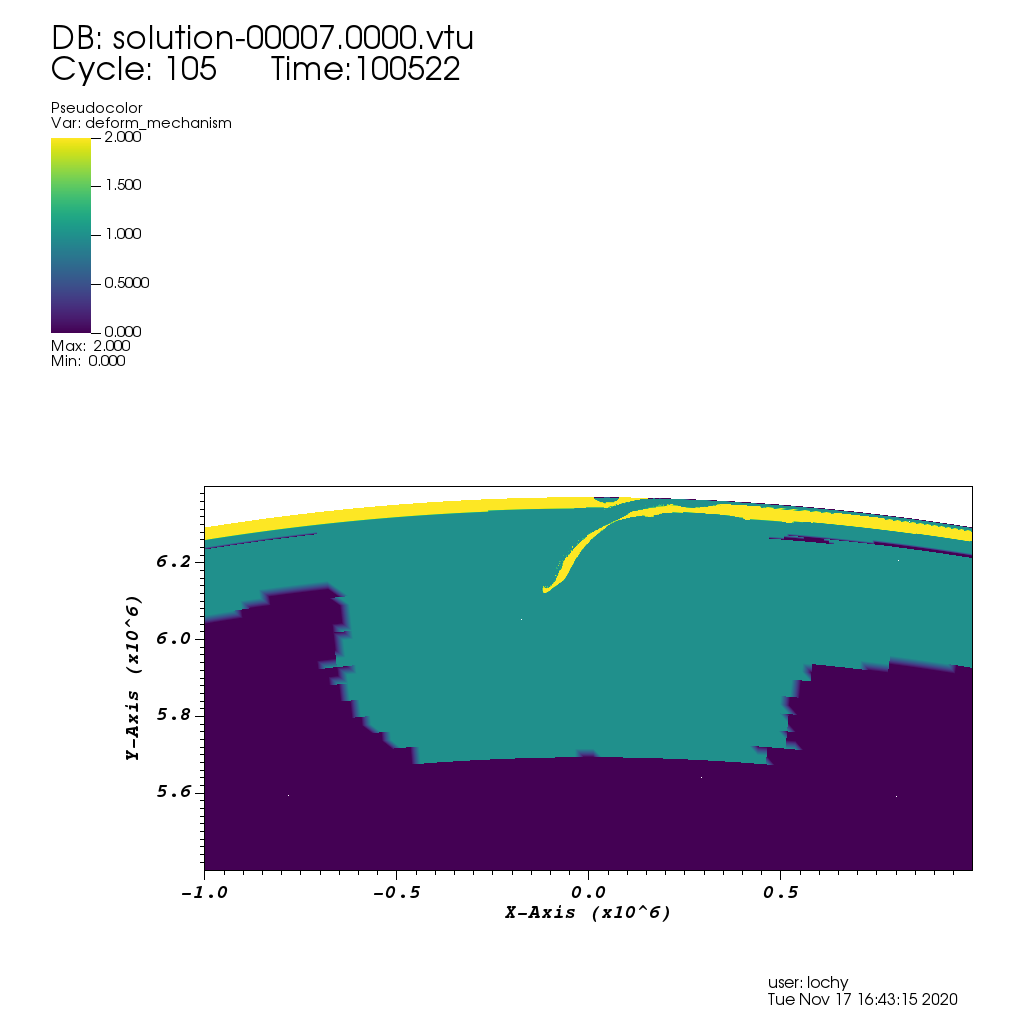 DB: solution-00007.0000.vtu
Cycle: 105 Time:100522
Pseudocolor
Var: deform_mechanism
2.000
1.500
1.000
0.5000
0.000
Max: 2.000
Min: 0.000
6.2
6.0
5.8
5.6
Y-Axis (x10^6)
-1.0 -0.5 0.0 0.5
X-Axis (x10^6)
user: lochy
Tue Nov 17 16:43:15 2020